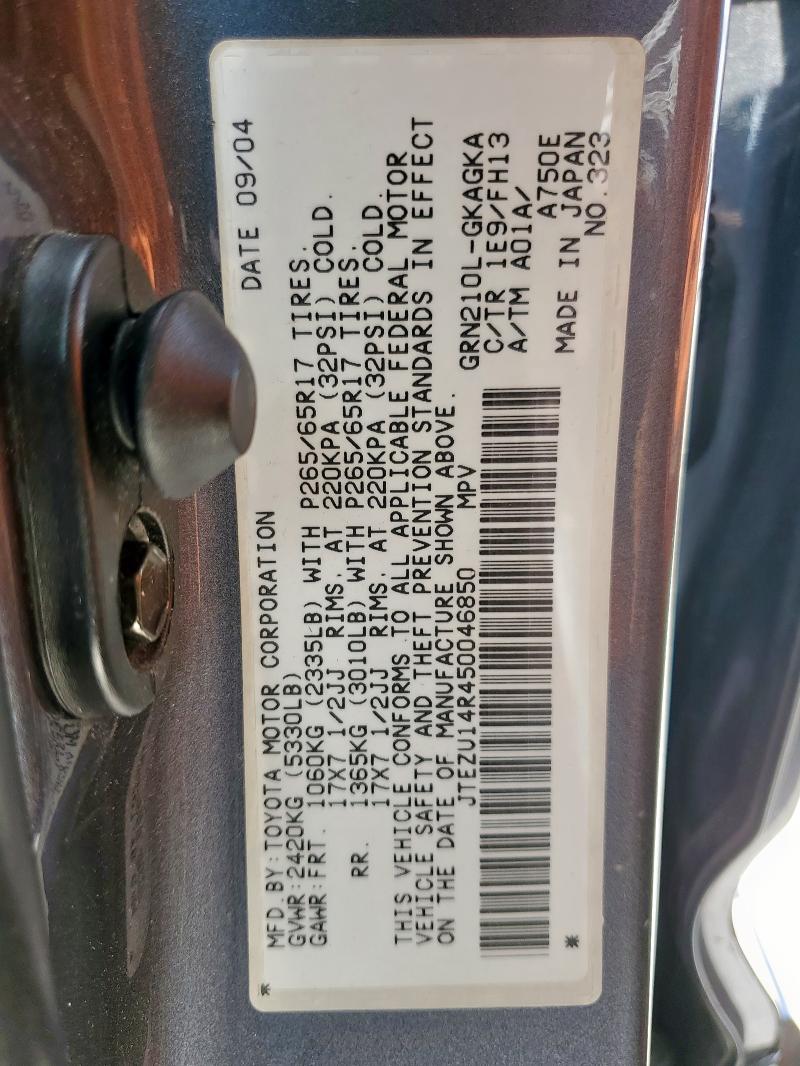 MFD.BY:TOYOTA MOTOR CORPORATION DATE 09/04
GVWR:2420KG (5330LB)
GAWR:FRT. 1060KG (2335LB) WITH P265/65R17 TIRES.
17X7 1/2JJ RIMS, AT 220KPA (32PSI) COLD.
RR. 1365KG (3010LB) WITH P265/65R17 TIRES.
17X7 1/2JJ RIMS, AT 220KPA (32PSI) COLD.
THIS VEHICLE CONFORMS TO ALL APPLICABLE FEDERAL MOTOR
VEHICLE SAFETY AND THEFT PREVENTION STANDARDS IN EFFECT
ON THE DATE OF MANUFACTURE SHOWN ABOVE.
JTEZU14R450046850 MPV
GRN210L-GKAGKA
C/TR 1E9/FH13
A/TM A01A/
A750E
MADE IN JAPAN
NO.323